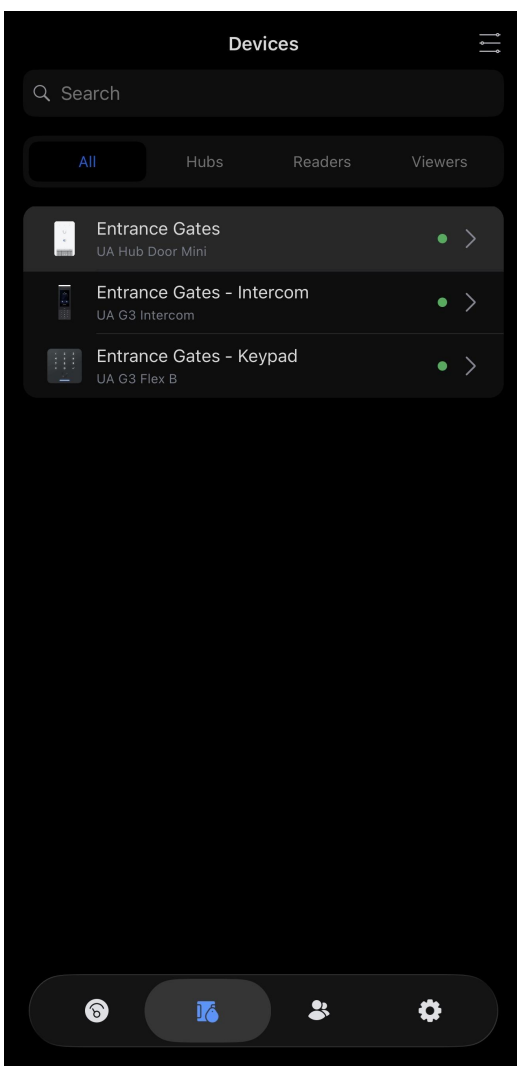 Devices
Search
All Hubs Readers Viewers
Entrance Gates
UA Hub Door Mini
Entrance Gates - Intercom
UA G3 Intercom
Entrance Gates - Keypad
UA G3 Flex B